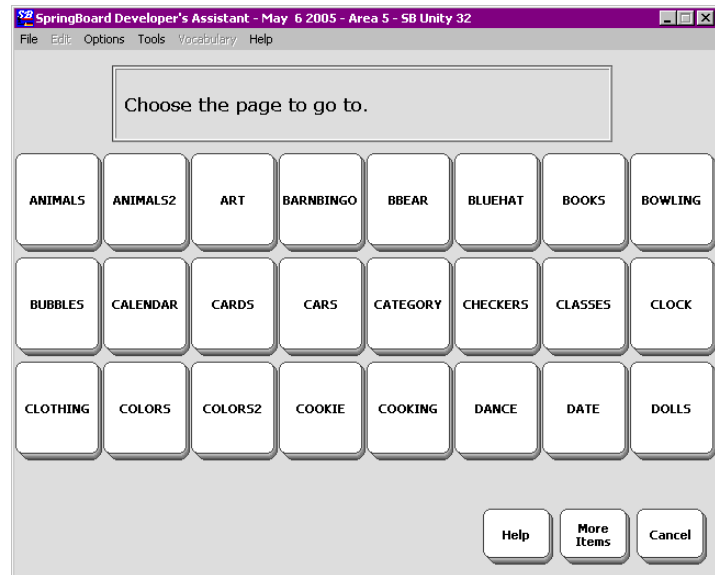 SB SpringBoard Developer's Assistant - May 6 2005 - Area 5 - SB Unity 32
File Edit Options Tools Vocabulary Help
Choose the page to go to.
ANIMALS ANIMALS2 ART BARNBINGO BBEAR BLUEHAT BOOKS BOWLING
BUBBLES CALENDAR CARDS CARS CATEGORY CHECKERS CLASSES CLOCK
CLOTHING COLORS COLORS2 COOKIE COOKING DANCE DATE DOLLS
Help More Items Cancel